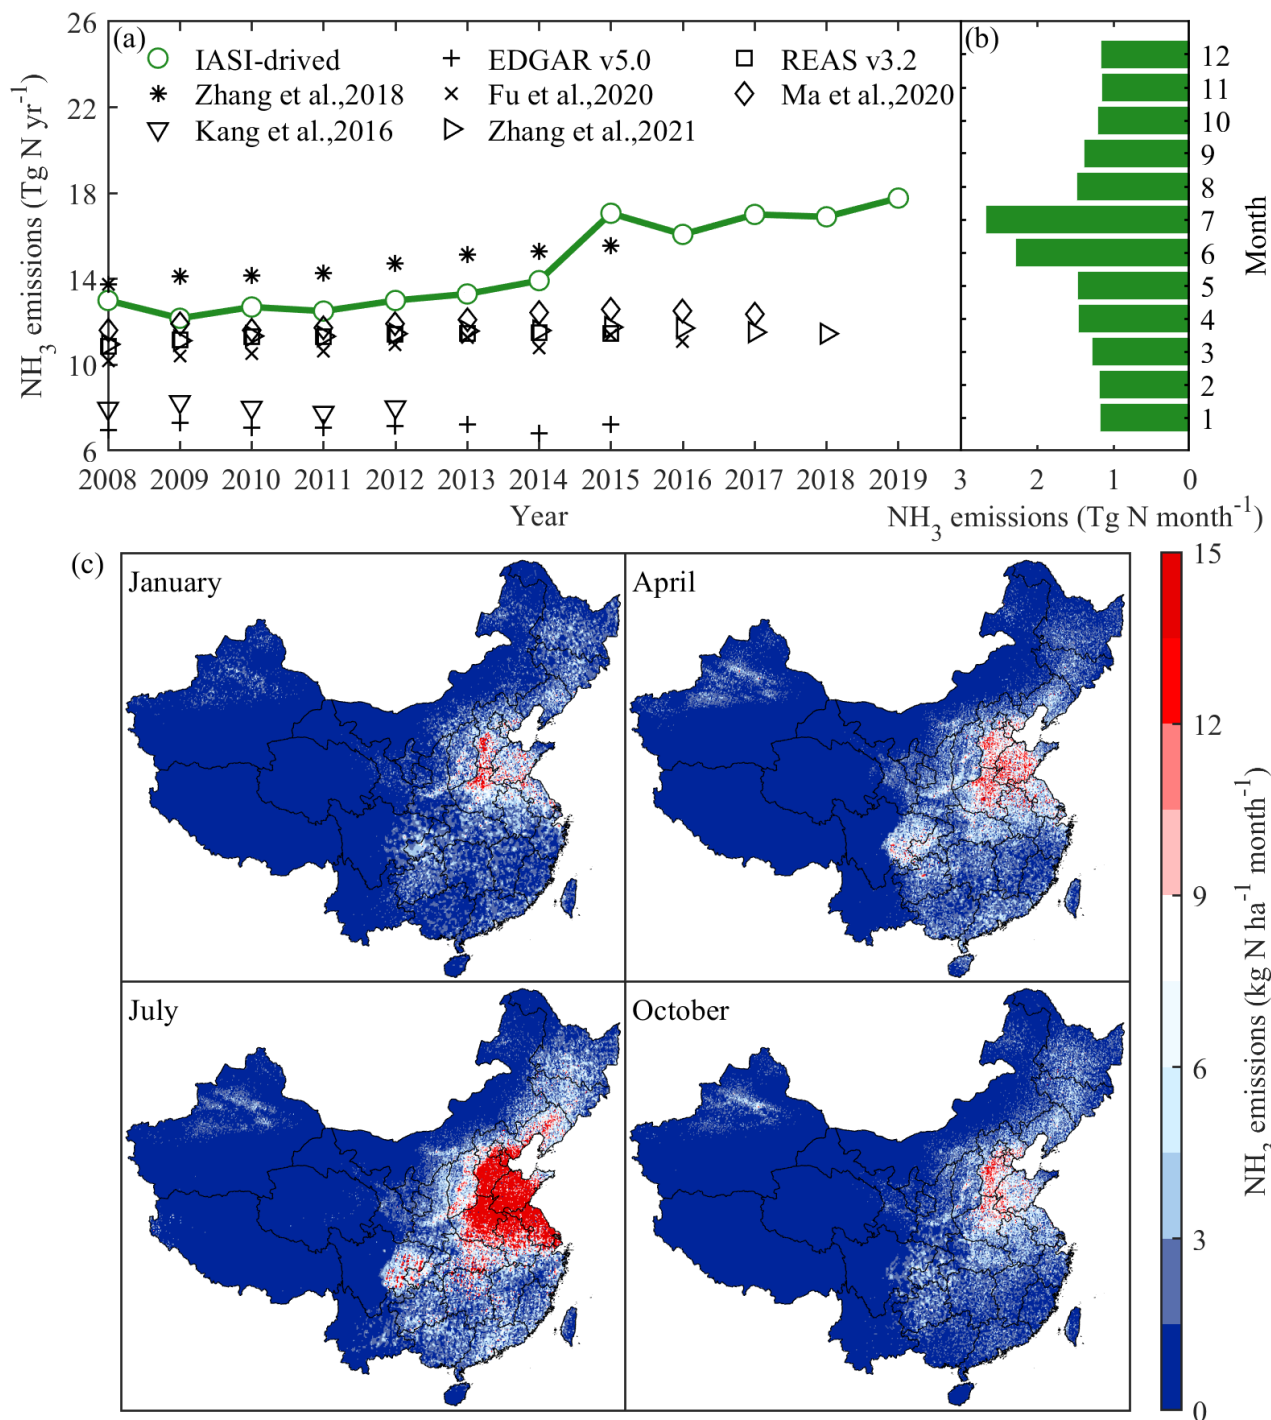 26
22
18
14
10
6
NH3 emissions (Tg N yr-1)
(a)
IASI-drived
EDGAR v5.0
REAS v3.2
Zhang et al.,2018
Fu et al.,2020
Ma et al.,2020
Kang et al.,2016
Zhang et al.,2021
2008 2009 2010 2011 2012 2013 2014 2015 2016 2017 2018 2019
Year
(b)
12
11
10
9
8
7
6
5
4
3
2
1
Month
3 2 1 0
NH3 emissions (Tg N month-1)
(c)
January
April
July
October
15
12
9
6
3
0
NH3 emissions (kg N ha-1 month-1)